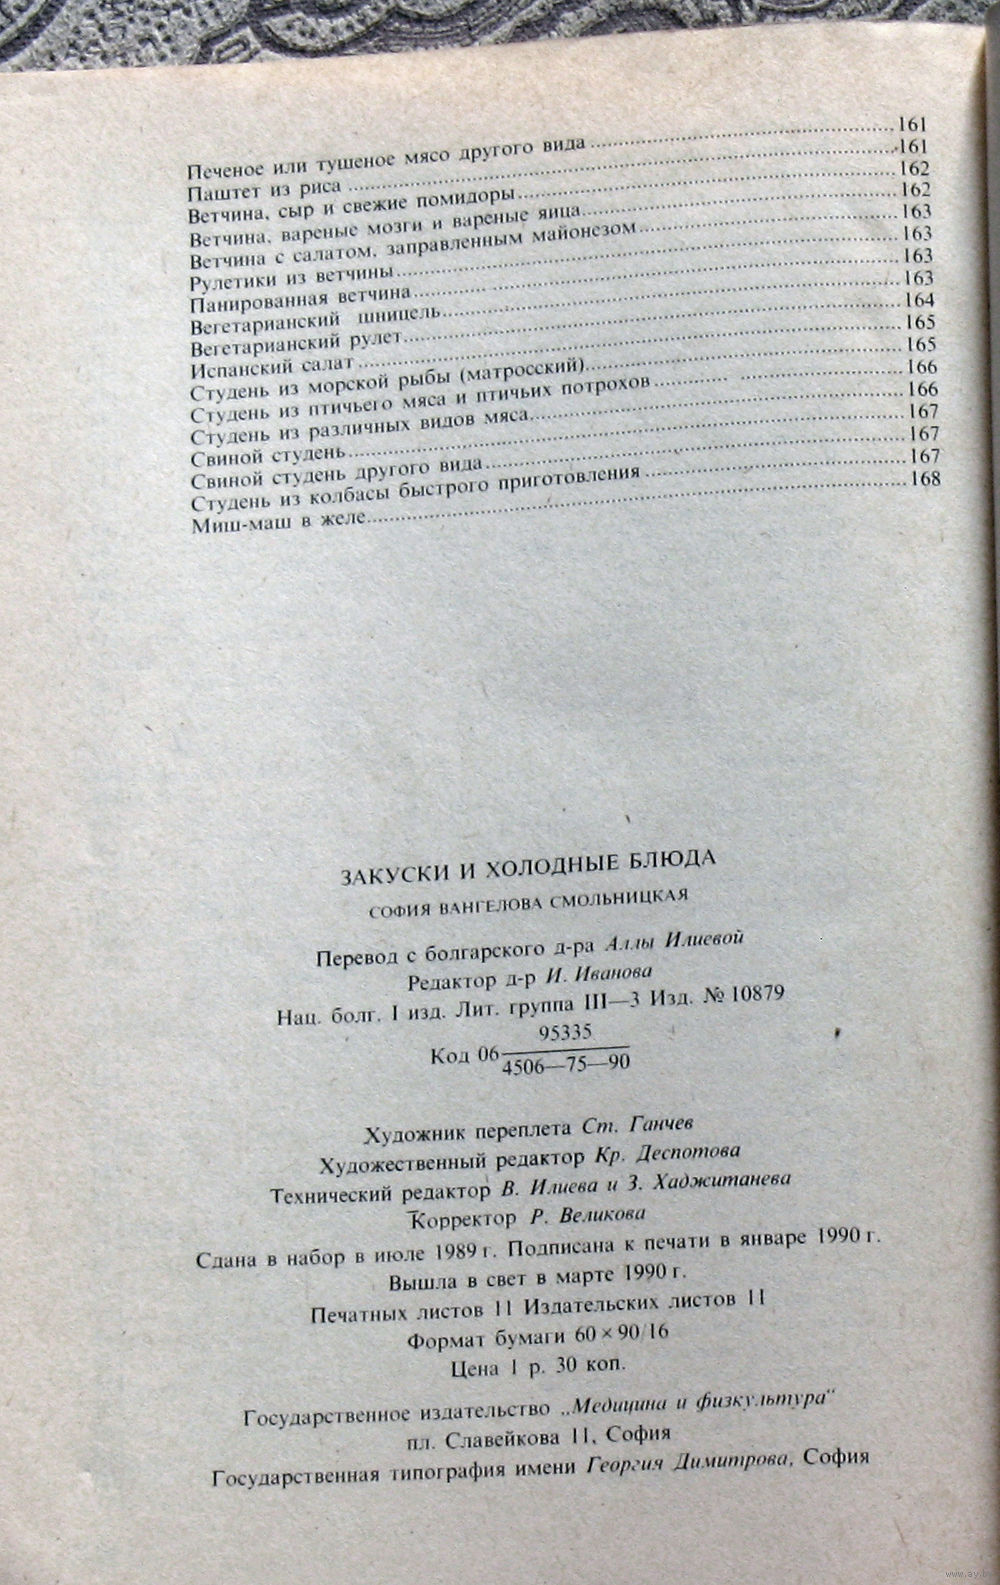 Печеное или тушеное мясо другого вида ........ 161
Паштет из риса ........ 161
Ветчина, сыр и свежие помидоры ........ 162
Ветчина, вареные мозги и вареные яица ........ 162
Ветчина с салатом, заправленным майонезом ........ 163
Рулетики из ветчины ........ 163
Панированная ветчина ........ 163
Вегетарианский шницель ........ 163
Вегетарианский рулет ........ 164
Испанский салат ........ 165
Студень из морской рыбы (матросский) ........ 165
Студень из птичьего мяса и птичьих потрохов ........ 166
Студень из различных видов мяса ........ 166
Свиной студень ........ 167
Свиной студень другого вида ........ 167
Студень из колбасы быстрого приготовления ........ 167
Миш-маш в желе ........ 168
ЗАКУСКИ И ХОЛОДНЫЕ БЛЮДА
СОФИЯ ВАНГЕЛОВА СМОЛЬНИЦКАЯ
Перевод с болгарского д-ра Аллы Илиевой
Редактор д-р И. Иванова
Нац. болг. I изд. Лит. группа III—3 Изд. № 10879
95335
Код 06
4506—75—90
Художник переплета Ст. Ганчев
Художественный редактор Кр. Деспотова
Технический редактор В. Илиева и З. Хаджитанева
Корректор Р. Великова
Сдана в набор в июле 1989 г. Подписана к печати в январе 1990 г.
Вышла в свет в марте 1990 г.
Печатных листов 11 Издательских листов 11
Формат бумаги 60 × 90/16
Цена 1 р. 30 коп.
Государственное издательство „Медицина и физкультура“
пл. Славейкова 11, София
Государственная типография имени Георгия Димитрова, София